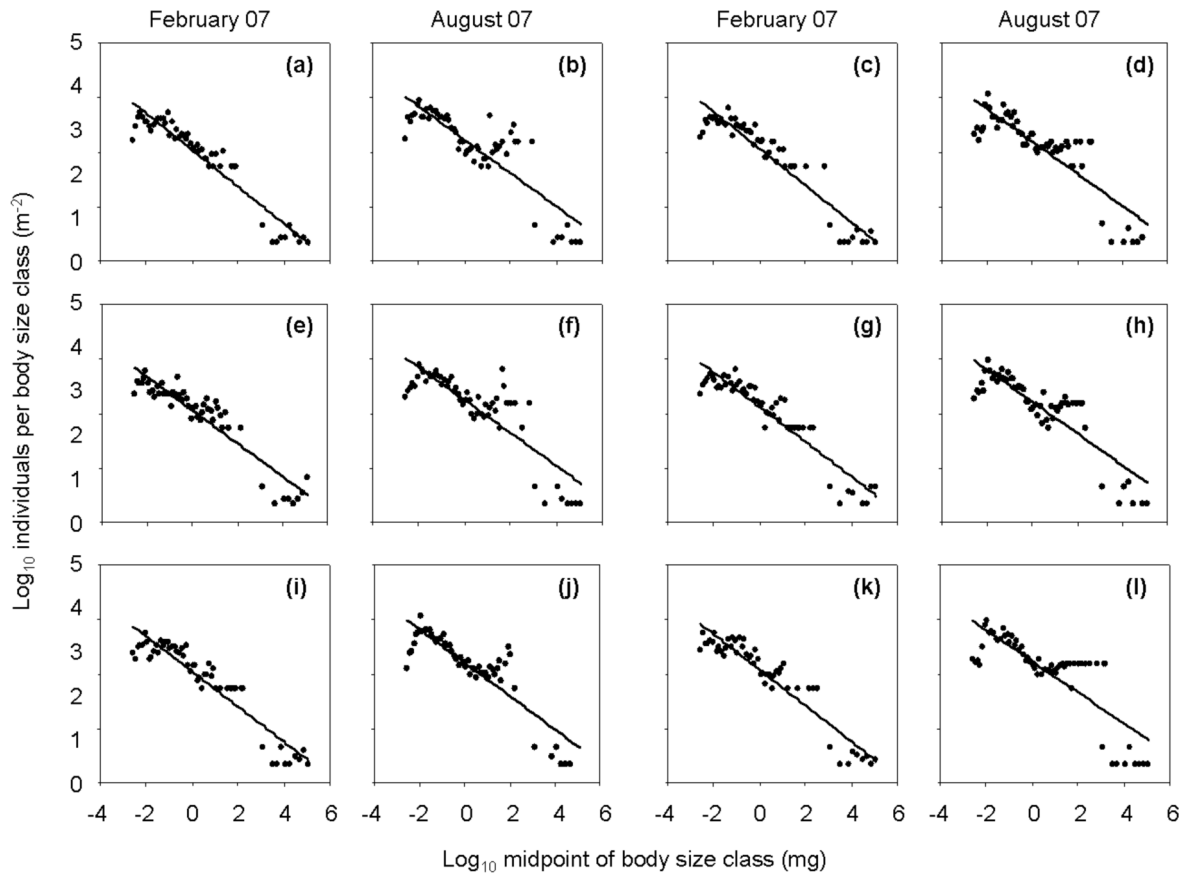 February 07 August 07 February 07 August 07
Log10 individuals per body size class (m-2)
5 (a) (b) (c) (d)
4
3
2
1
0
5 (e) (f) (g) (h)
4
3
2
1
0
5 (i) (j) (k) (l)
4
3
2
1
0
-4 -2 0 2 4 6 -4 -2 0 2 4 6 -4 -2 0 2 4 6 -4 -2 0 2 4 6
Log10 midpoint of body size class (mg)